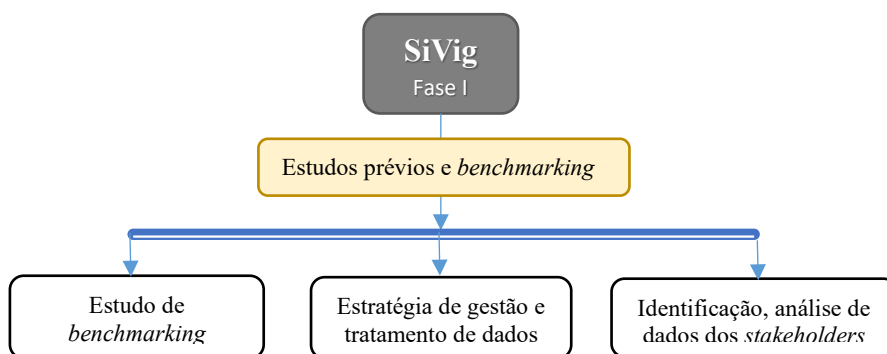 SiVig
Fase I
Estudos prévios e benchmarking
Estudo de
benchmarking
Estratégia de gestão e
tratamento de dados
Identificação, análise de
dados dos stakeholders